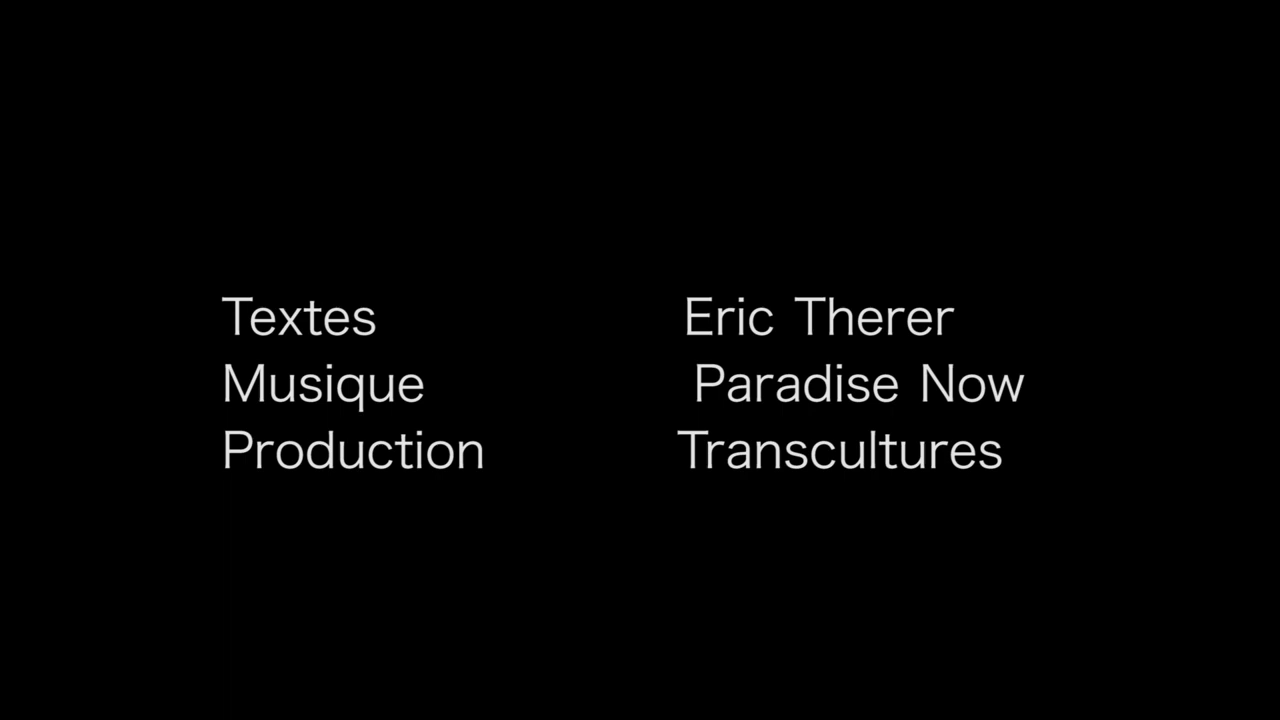 Textes Eric Therer
Musique Paradise Now
Production Transcultures